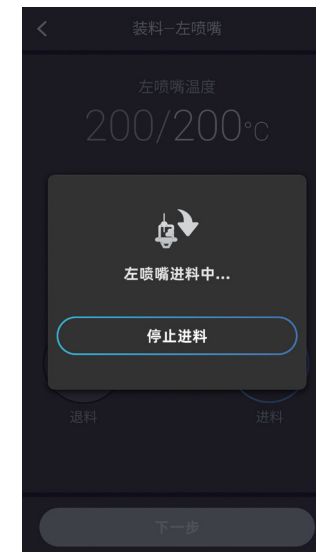 装料—左喷嘴
左喷嘴温度
200/200°C
左喷嘴进料中...
停止进料
退料
进料
下一步